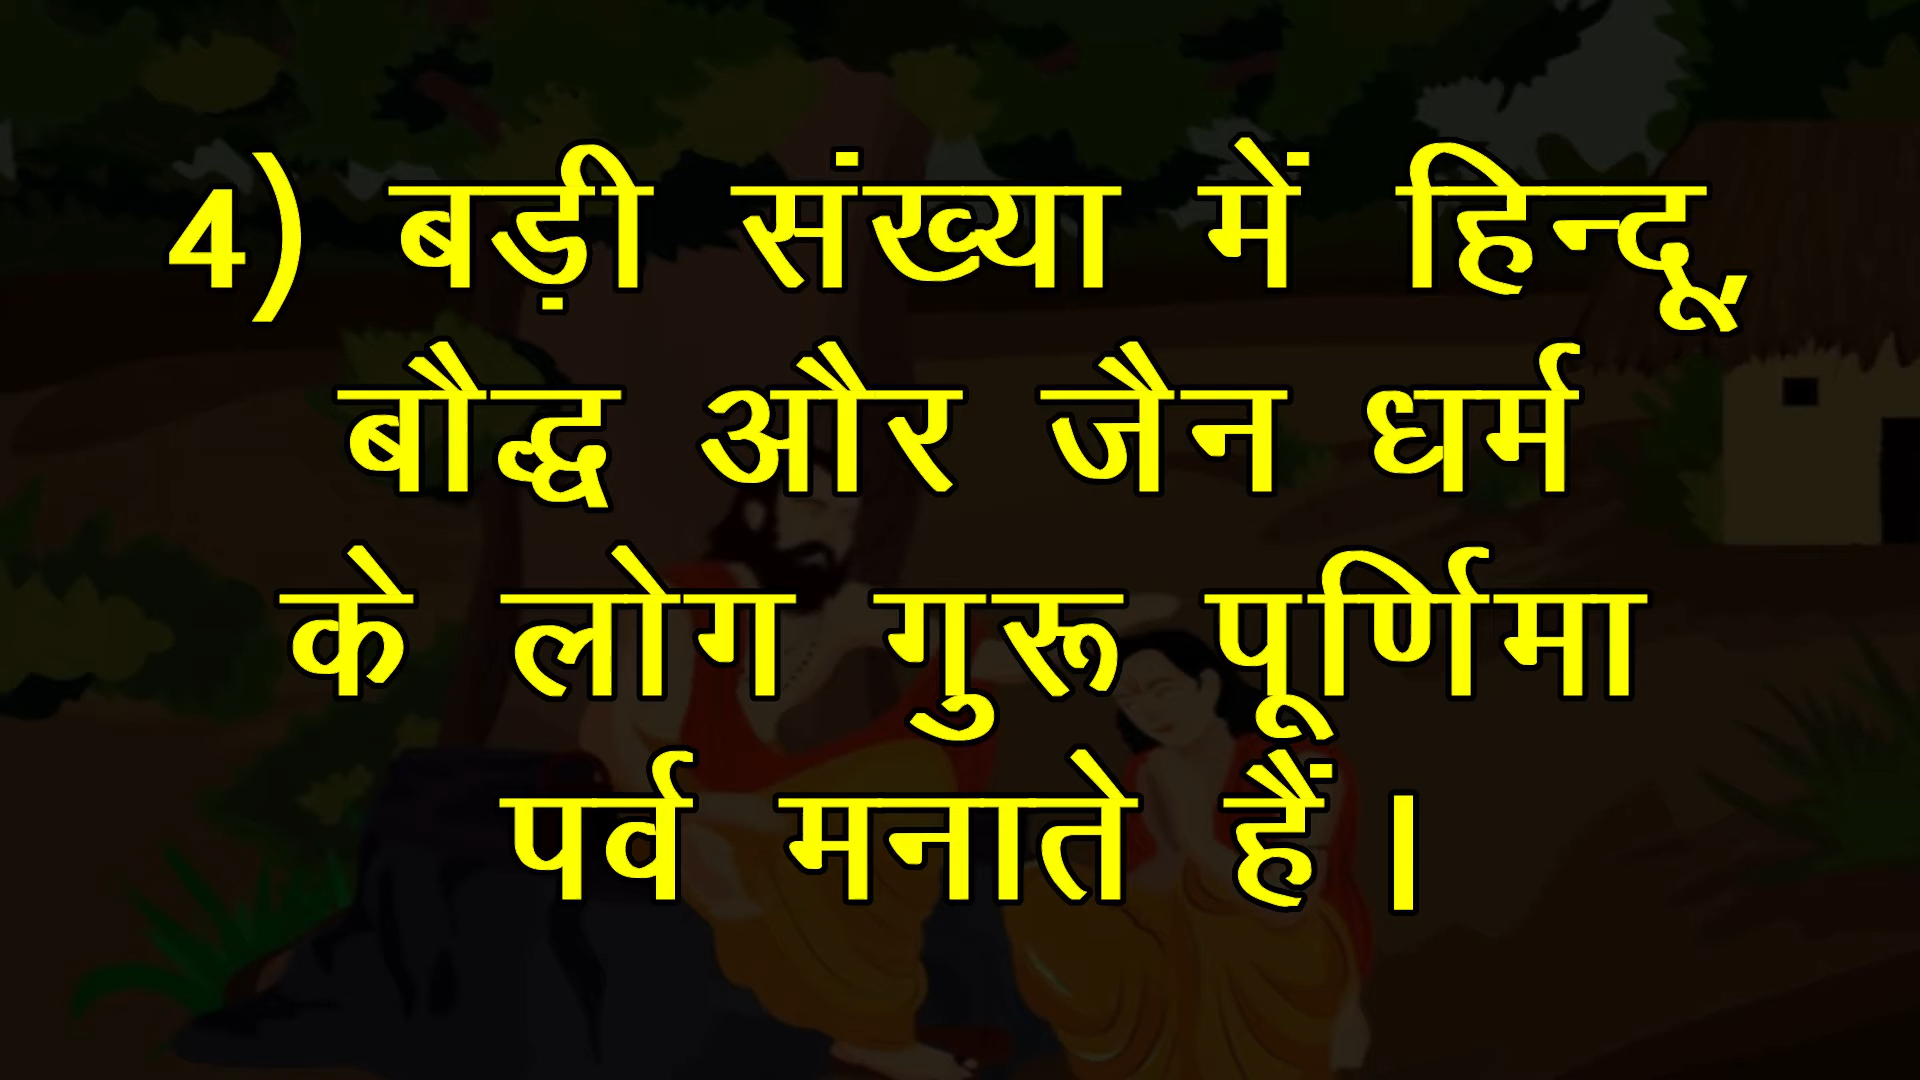 4) बड़ी संख्या में हिन्दू,
बौद्ध और जैन धर्म
के लोग गुरू पूर्णिमा
पर्व मनाते हैं।